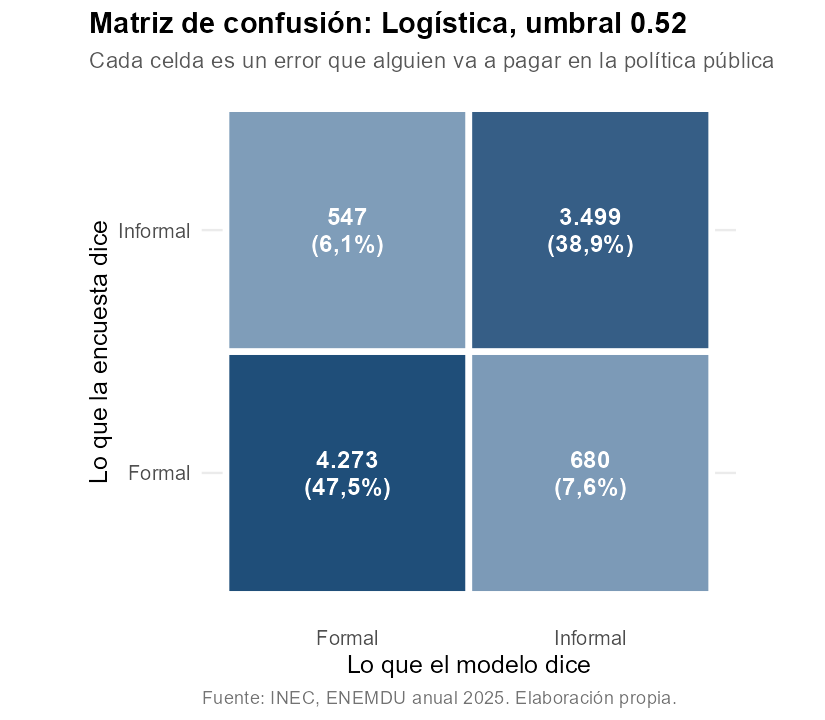 Matriz de confusión: Logística, umbral 0.52
Cada celda es un error que alguien va a pagar en la política pública
Lo que la encuesta dice
Informal
547
(6,1%)
3.499
(38,9%)
Formal
4.273
(47,5%)
680
(7,6%)
Formal
Informal
Lo que el modelo dice
Fuente: INEC, ENEMDU anual 2025. Elaboración propia.